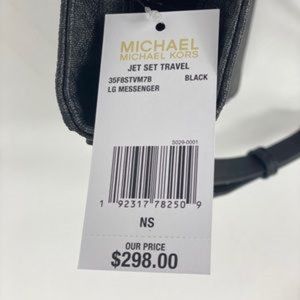 MICHAEL
MICHAEL KORS
JET SET TRAVEL
35F8STVM7B BLACK
LG MESSENGER
S029-0001
1 92317 78250 9
NS
OUR PRICE
$298.00